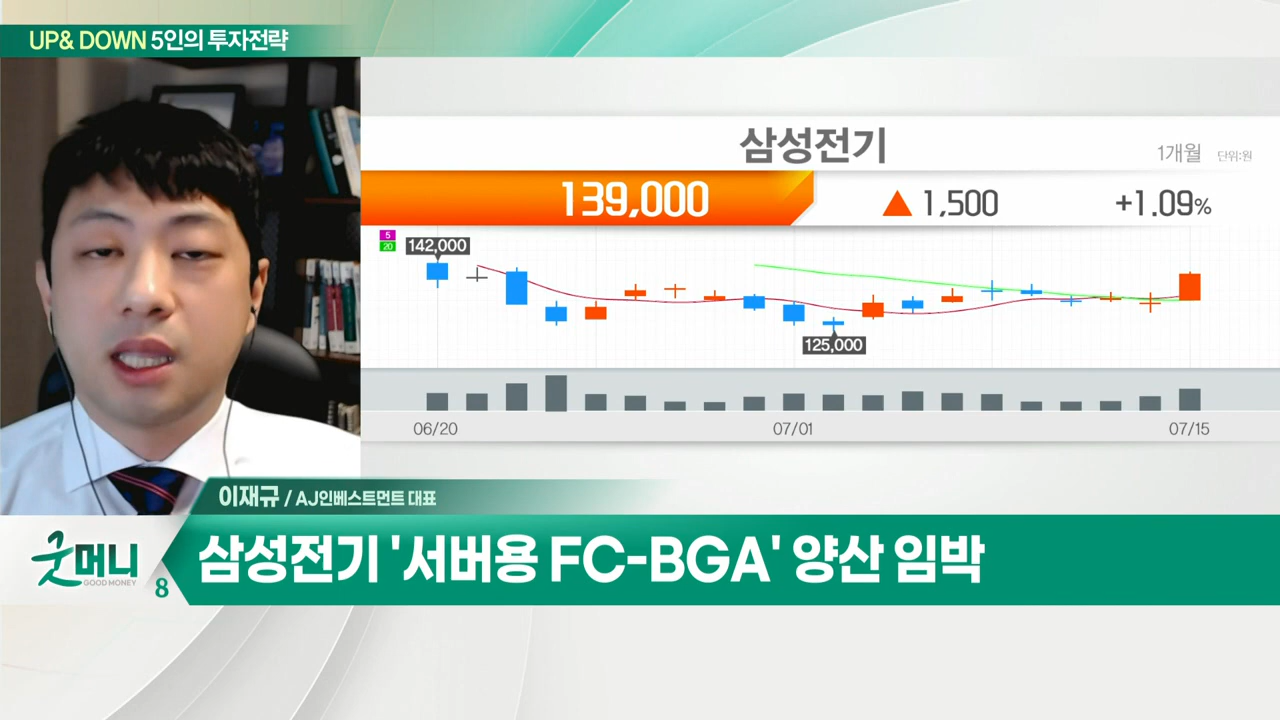 UP& DOWN 5인의 투자전략
삼성전기
1개월 단위:원
139,000 ▲ 1,500 +1.09%
5
20
142,000
125,000
06/20 07/01 07/15
이재규 / AJ인베스트먼트 대표
굿머니
GOOD MONEY
8
삼성전기 '서버용 FC-BGA' 양산 임박